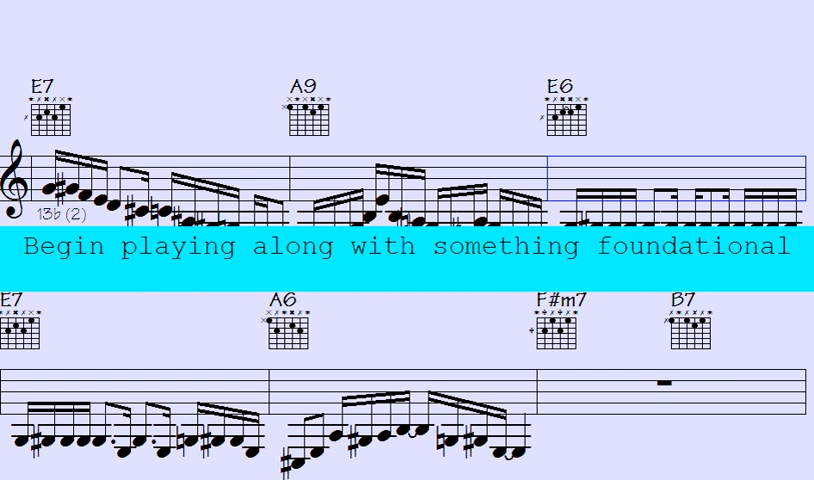 E7 A9 E6
13b (2)
Begin playing along with something foundational
E7 A6 F#m7 B7